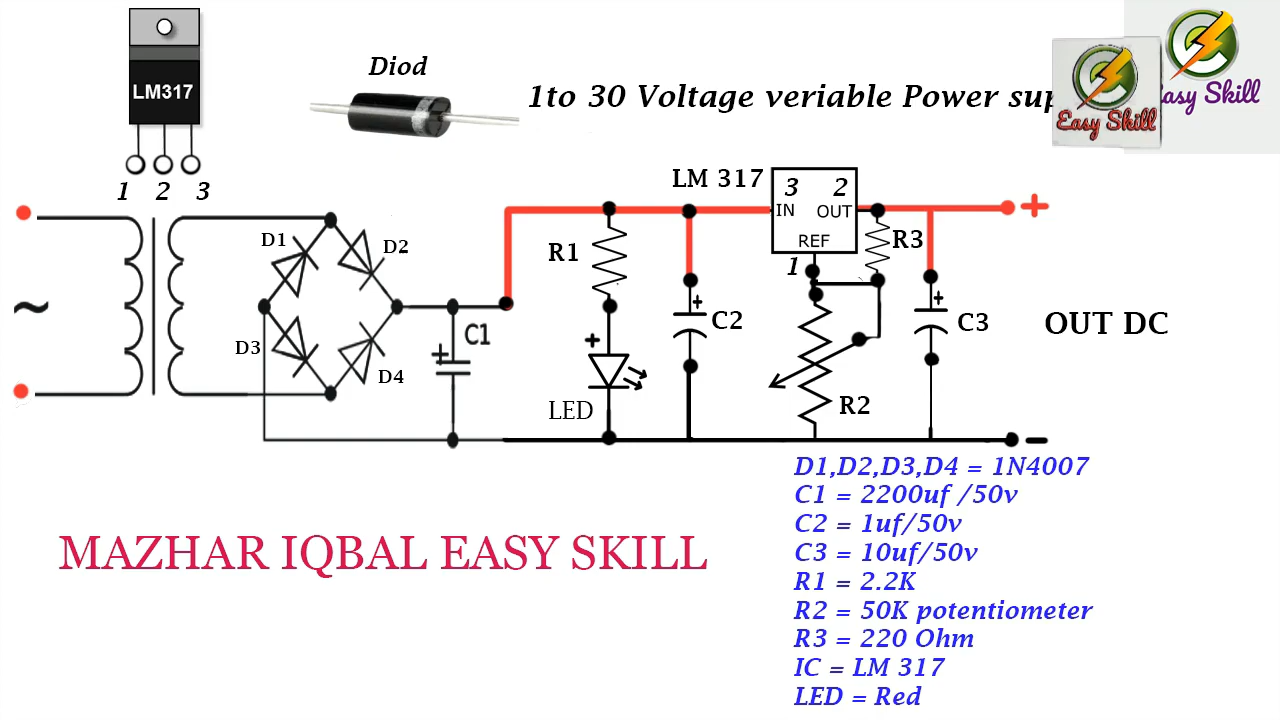 LM317
1 2 3
Diod
1to 30 Voltage veriable Power
Easy Skill
Easy Skill
LM 317
3 2
IN OUT
REF
1
D1
D2
D3
D4
C1
R1
+
LED
+
C2
R3
R2
+
C3
+
+
OUT DC
-
~
D1,D2,D3,D4 = 1N4007
C1 = 2200uf /50v
C2 = 1uf/50v
C3 = 10uf/50v
R1 = 2.2K
R2 = 50K potentiometer
R3 = 220 Ohm
IC = LM 317
LED = Red
MAZHAR IQBAL EASY SKILL